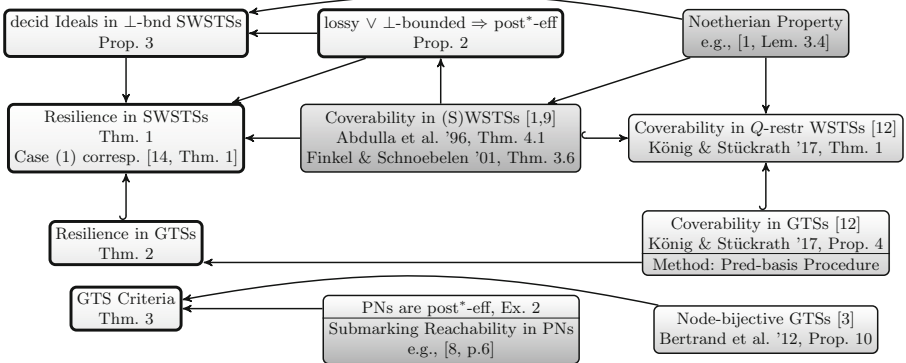 decid Ideals in ⊥-bnd SWSTSs
Prop. 3
lossy ∨ ⊥-bounded ⇒ post*-eff
Prop. 2
Noetherian Property
e.g., [1, Lem. 3.4]
Resilience in SWSTSs
Thm. 1
Case (1) corresp. [14, Thm. 1]
Coverability in (S)WSTSs [1,9]
Abdulla et al. '96, Thm. 4.1
Finkel & Schnoebelen '01, Thm. 3.6
Coverability in Q-restr WSTSs [12]
König & Stückrath '17, Thm. 1
Resilience in GTSs
Thm. 2
Coverability in GTSs [12]
König & Stückrath '17, Prop. 4
Method: Pred-basis Procedure
GTS Criteria
Thm. 3
PNs are post*-eff, Ex. 2
Submarking Reachability in PNs
e.g., [8, p.6]
Node-bijective GTSs [3]
Bertrand et al. '12, Prop. 10